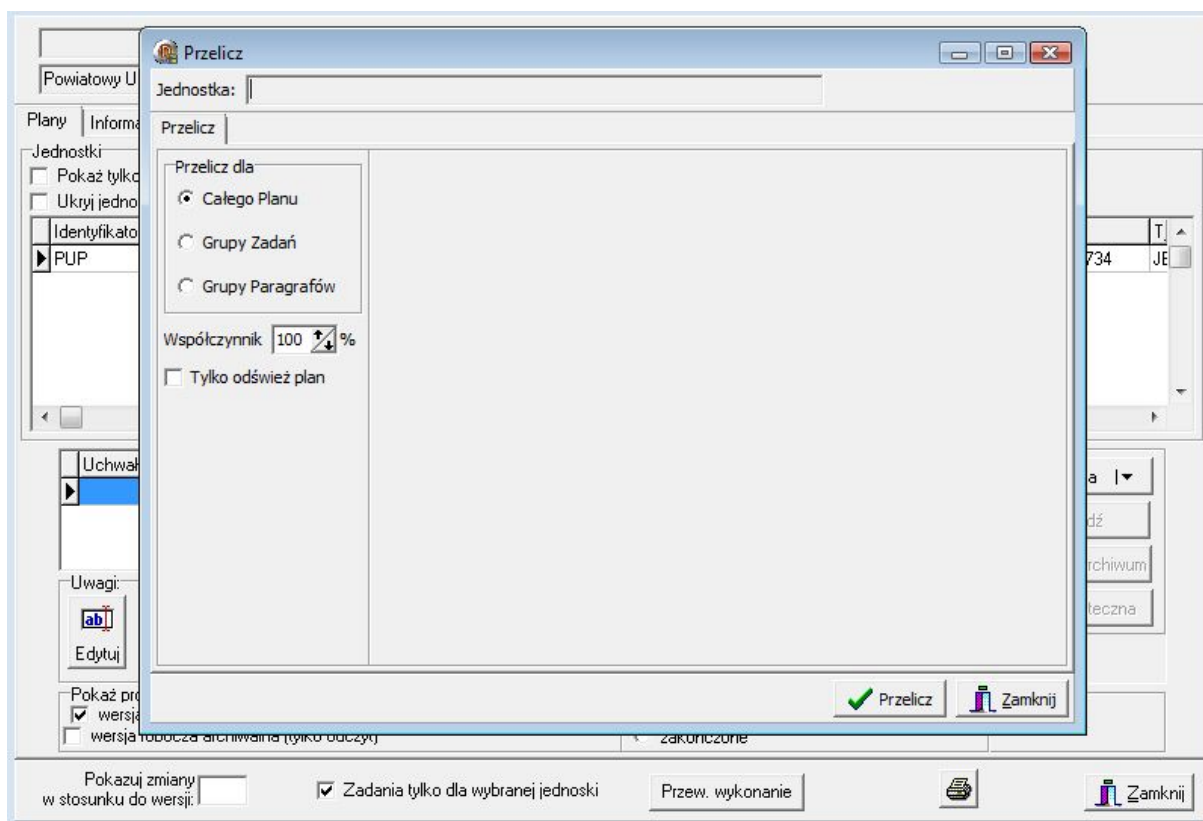 Przelicz
Powiatowy U
Jednostka:
Plany Informa
Przelicz
Jednostki
Pokaż tylko
Ukryj jedno
Przelicz dla
Całego Planu
Grupy Zadań
Grupy Paragrafów
Identyfikato
T
PUP
734 JE
Współczynnik 100 %
Tylko odśwież plan
Uchwał
a
dź
rchiwum
teczna
Uwagi:
ab
Edytuj
Przelicz Zamknij
Pokaż pro
wersja
wersja robocza archiwalna (tylko odczyt)
zakończone
Pokazuj zmiany
w stosunku do wersji:
Zadania tylko dla wybranej jednoski
Przew. wykonanie
Zamknij